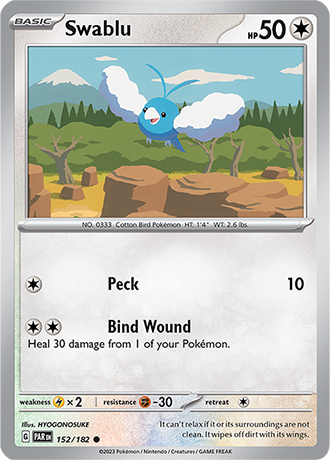 BASIC Swablu HP 50
NO. 0333 Cotton Bird Pokémon HT: 1'4" WT: 2.6 lbs.
Peck 10
Bind Wound
Heal 30 damage from 1 of your Pokémon.
weakness ×2 resistance -30 retreat
Illus. HYOGONOSUKE
It can't relax if it or its surroundings are not
clean. It wipes off dirt with its wings.
G PAR EN 152/182
©2023 Pokémon / Nintendo / Creatures / GAME FREAK